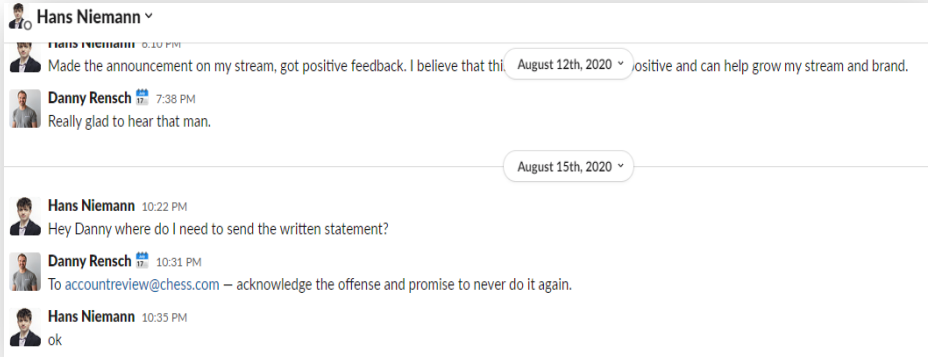 Hans Niemann
Hans Niemann 6:10 PM
Made the announcement on my stream, got positive feedback. I believe that August 12th, 2020 ositive and can help grow my stream and brand.
Danny Rensch 7:38 PM
Really glad to hear that man.
August 15th, 2020
Hans Niemann 10:22 PM
Hey Danny where do I need to send the written statement?
Danny Rensch 10:31 PM
To accountreview@chess.com — acknowledge the offense and promise to never do it again.
Hans Niemann 10:35 PM
ok